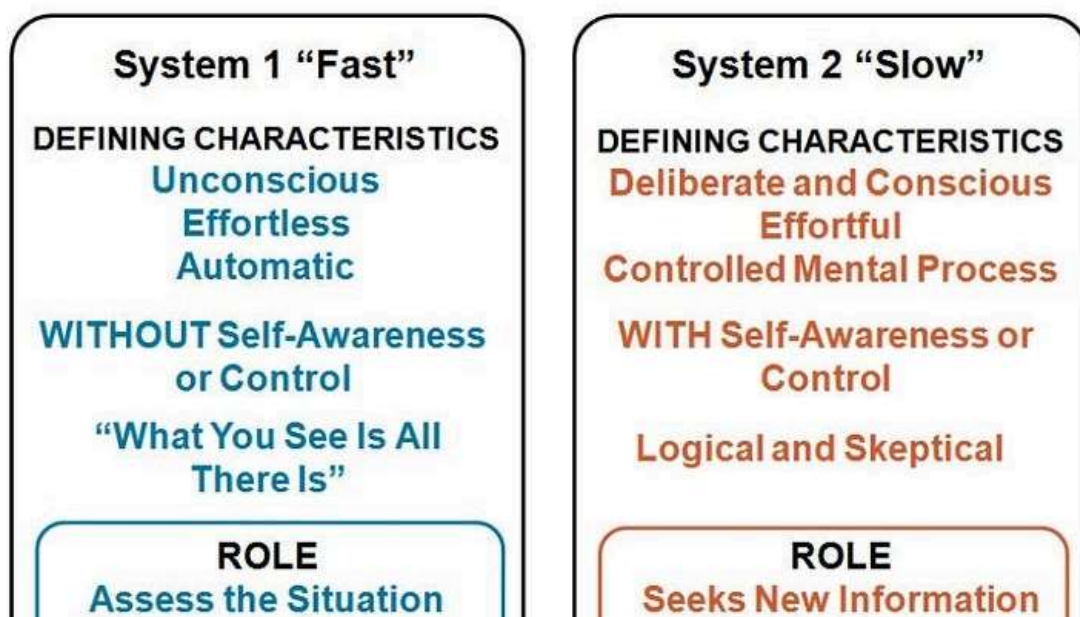 System 1 “Fast”
DEFINING CHARACTERISTICS
Unconscious
Effortless
Automatic
WITHOUT Self-Awareness
or Control
“What You See Is All
There Is”
ROLE
Assess the Situation
System 2 “Slow”
DEFINING CHARACTERISTICS
Deliberate and Conscious
Effortful
Controlled Mental Process
WITH Self-Awareness or
Control
Logical and Skeptical
ROLE
Seeks New Information